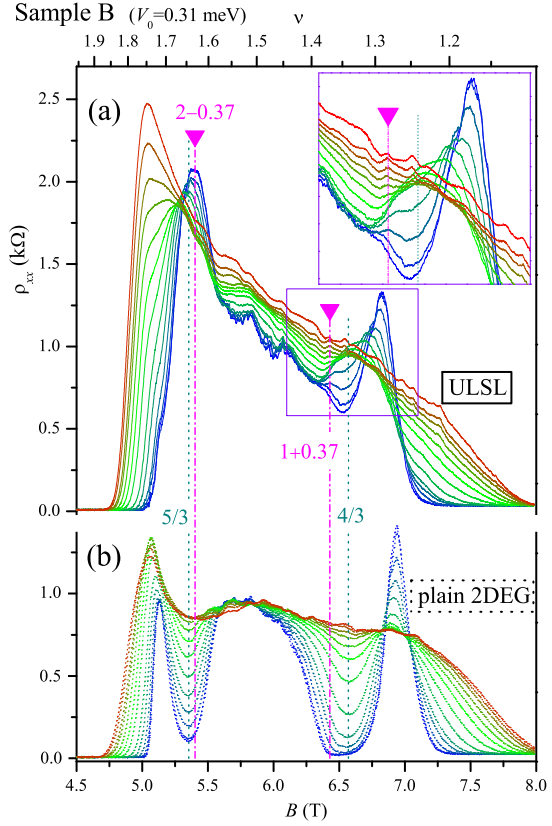 Sample B (V₀=0.31 meV) ν
1.9 1.8 1.7 1.6 1.5 1.4 1.3 1.2
(a)
2−0.37
2.5
2.0
1.5
1.0
0.5
0.0
ρxx (kΩ)
ULSL
1+0.37
5/3 4/3
(b)
plain 2DEG
1.0
0.5
0.0
4.5 5.0 5.5 6.0 6.5 7.0 7.5 8.0
B (T)